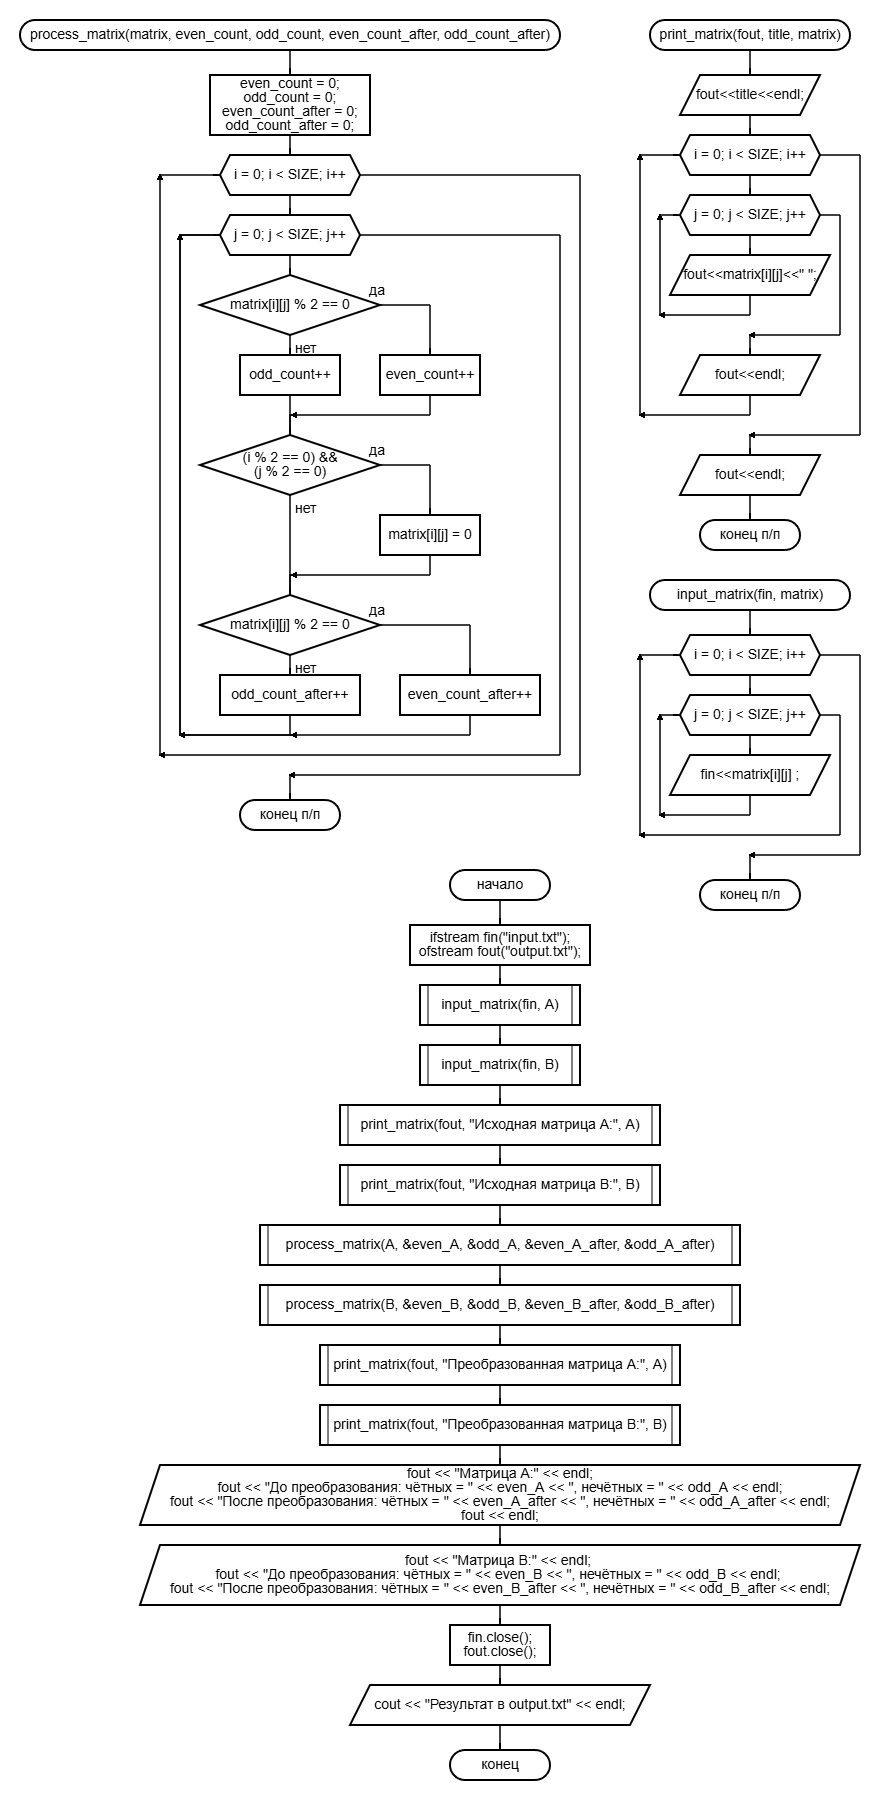 process_matrix(matrix, even_count, odd_count, even_count_after, odd_count_after)
even_count = 0;
odd_count = 0;
even_count_after = 0;
odd_count_after = 0;
i = 0; i < SIZE; i++
j = 0; j < SIZE; j++
matrix[i][j] % 2 == 0
да
нет
odd_count++
even_count++
(i % 2 == 0) &&
(j % 2 == 0)
да
нет
matrix[i][j] = 0
matrix[i][j] % 2 == 0
да
нет
odd_count_after++
even_count_after++
конец п/п
print_matrix(fout, title, matrix)
fout<<title<<endl;
i = 0; i < SIZE; i++
j = 0; j < SIZE; j++
fout<<matrix[i][j]<<" ";
fout<<endl;
fout<<endl;
конец п/п
input_matrix(fin, matrix)
i = 0; i < SIZE; i++
j = 0; j < SIZE; j++
fin<<matrix[i][j] ;
конец п/п
начало
ifstream fin("input.txt");
ofstream fout("output.txt");
input_matrix(fin, A)
input_matrix(fin, B)
print_matrix(fout, "Исходная матрица A:", A)
print_matrix(fout, "Исходная матрица B:", B)
process_matrix(A, &even_A, &odd_A, &even_A_after, &odd_A_after)
process_matrix(B, &even_B, &odd_B, &even_B_after, &odd_B_after)
print_matrix(fout, "Преобразованная матрица A:", A)
print_matrix(fout, "Преобразованная матрица B:", B)
fout << "Матрица A:" << endl;
fout << "До преобразования: чётных = " << even_A << ", нечётных = " << odd_A << endl;
fout << "После преобразования: чётных = " << even_A_after << ", нечётных = " << odd_A_after << endl;
fout << endl;
fout << "Матрица B:" << endl;
fout << "До преобразования: чётных = " << even_B << ", нечётных = " << odd_B << endl;
fout << "После преобразования: чётных = " << even_B_after << ", нечётных = " << odd_B_after << endl;
fin.close();
fout.close();
cout << "Результат в output.txt" << endl;
конец